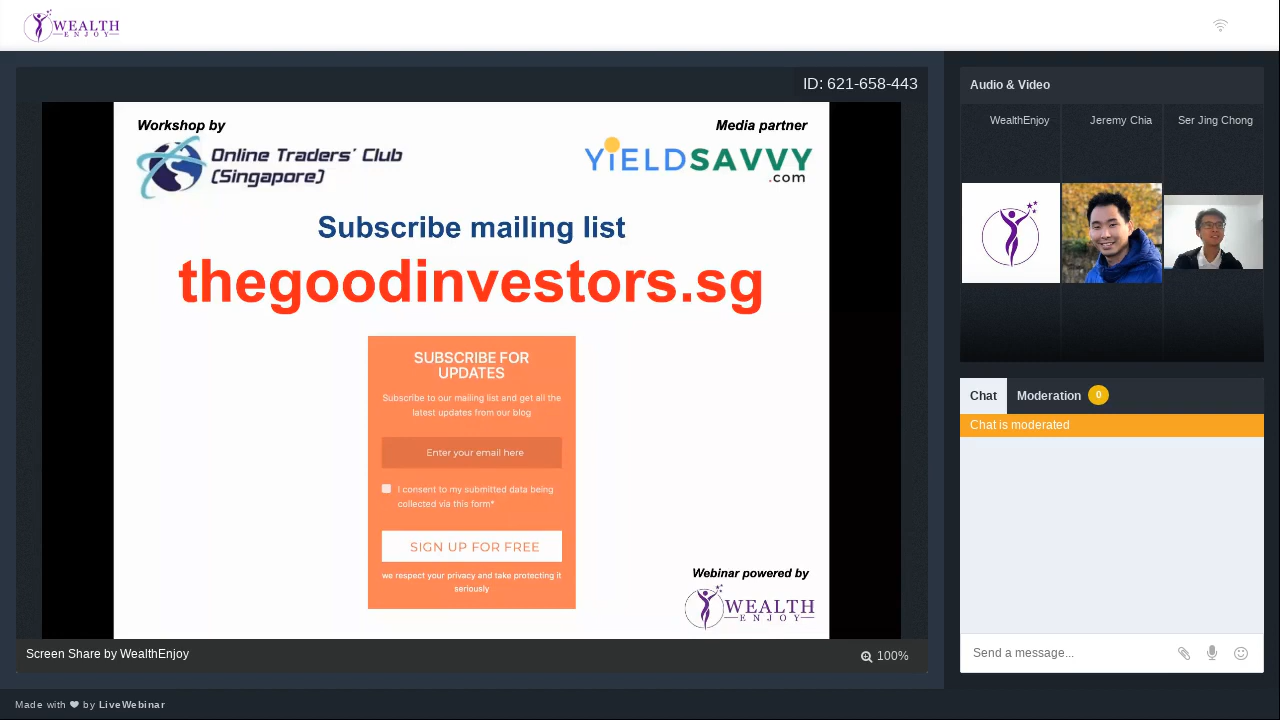 WEALTH
ENJOY
ID: 621-658-443
Workshop by
Online Traders' Club
(Singapore)
Media partner
YIELDSAVVY
.com
Subscribe mailing list
thegoodinvestors.sg
SUBSCRIBE FOR
UPDATES
Subscribe to our mailing list and get all the
latest updates from our blog
Enter your email here
I consent to my submitted data being
collected via this form*
SIGN UP FOR FREE
we respect your privacy and take protecting it
seriously
Webinar powered by
WEALTH
ENJOY
Screen Share by WealthEnjoy
100%
Audio & Video
WealthEnjoy
Jeremy Chia
Ser Jing Chong
Chat
Moderation
0
Chat is moderated
Send a message...
Made with ❤ by LiveWebinar